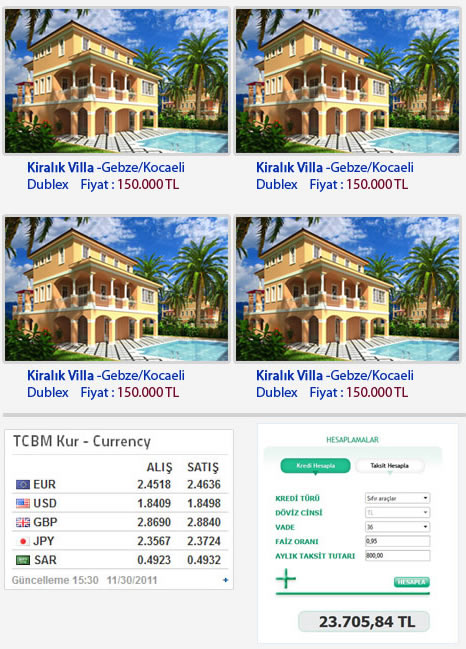 Kiralık Villa -Gebze/Kocaeli
Dublex Fiyat : 150.000 TL
Kiralık Villa -Gebze/Kocaeli
Dublex Fiyat : 150.000 TL
Kiralık Villa -Gebze/Kocaeli
Dublex Fiyat : 150.000 TL
Kiralık Villa -Gebze/Kocaeli
Dublex Fiyat : 150.000 TL
TCBM Kur - Currency
ALIŞ SATIŞ
EUR 2.4518 2.4636
USD 1.8409 1.8498
GBP 2.8690 2.8840
JPY 2.3567 2.3724
SAR 0.4923 0.4932
Güncelleme 15:30 11/30/2011 +
HESAPLAMALAR
Kredi Hesapla Taksit Hesapla
KREDİ TÜRÜ Sıfır araçlar
DÖVİZ CİNSİ TL
VADE 36
FAİZ ORANI 0,95
AYLIK TAKSİT TUTARI 800,00
HESAPLA
23.705,84 TL